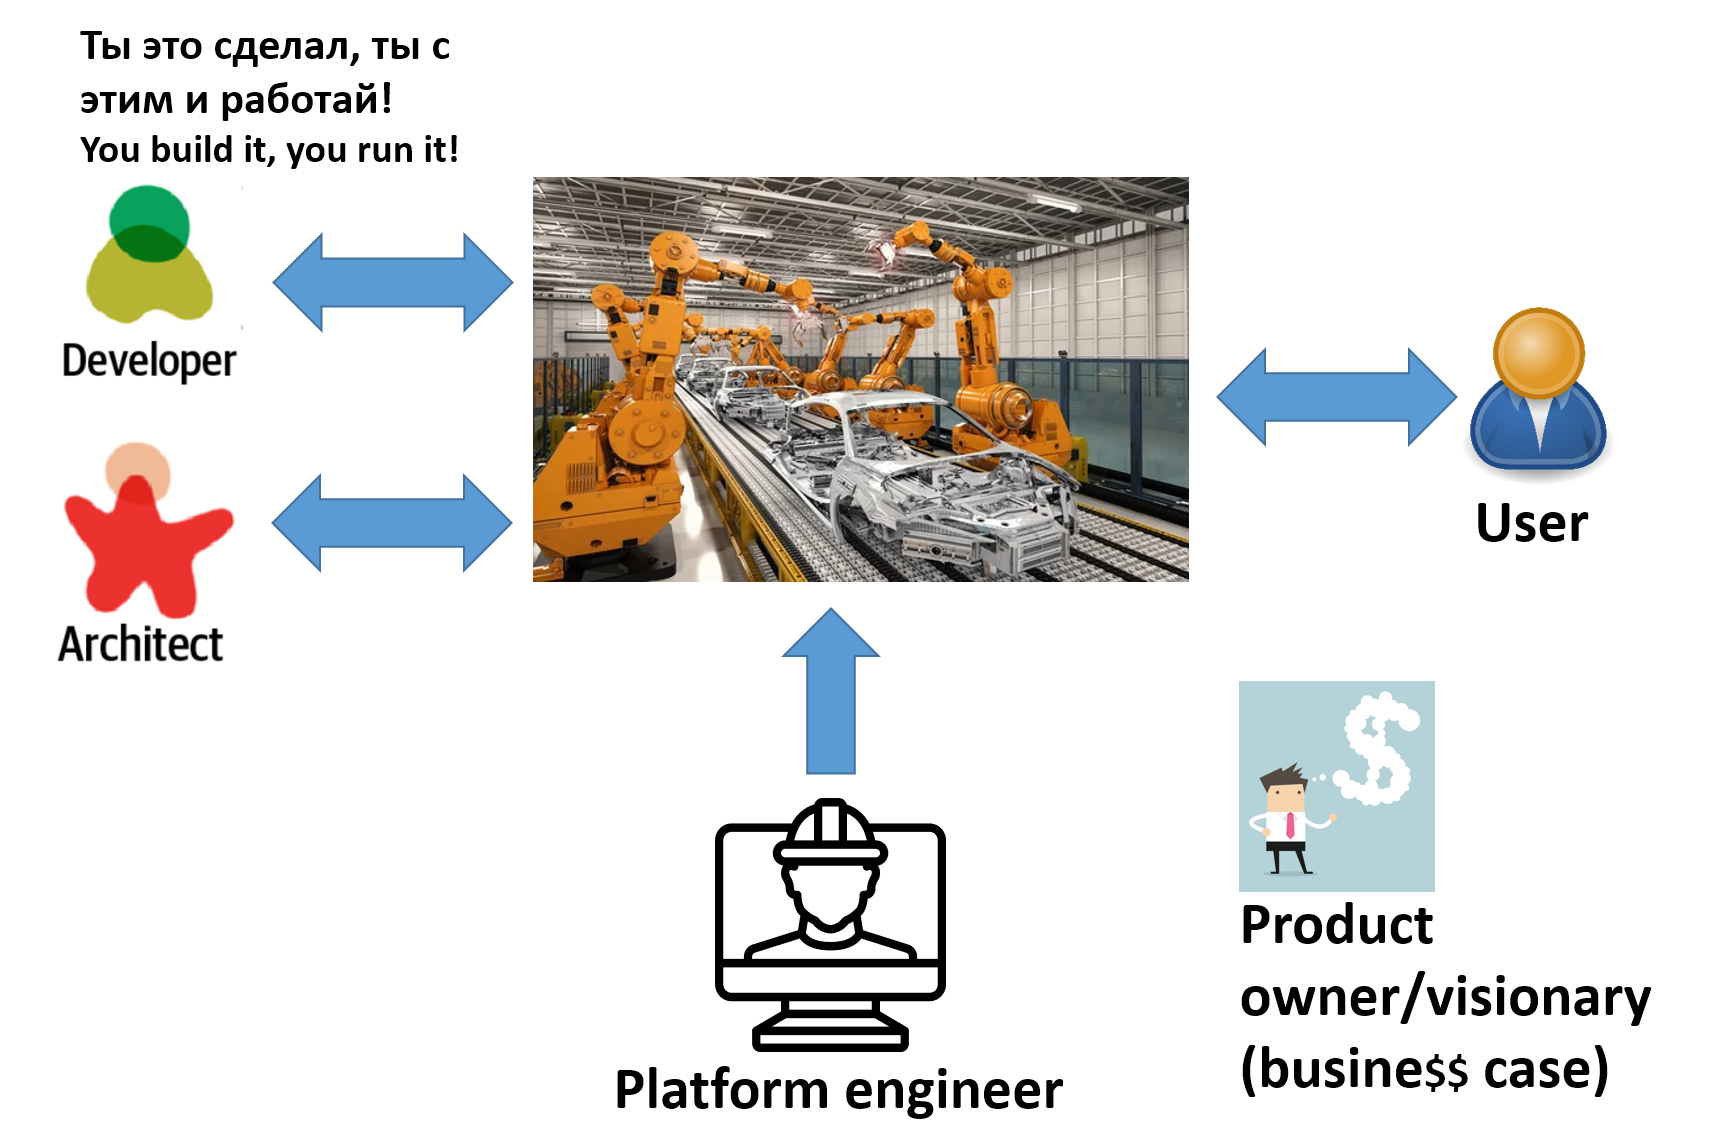 Ты это сделал, ты с
этим и работай!
You build it, you run it!
Developer
Architect
User
Platform engineer
Product
owner/visionary
(busine$$ case)